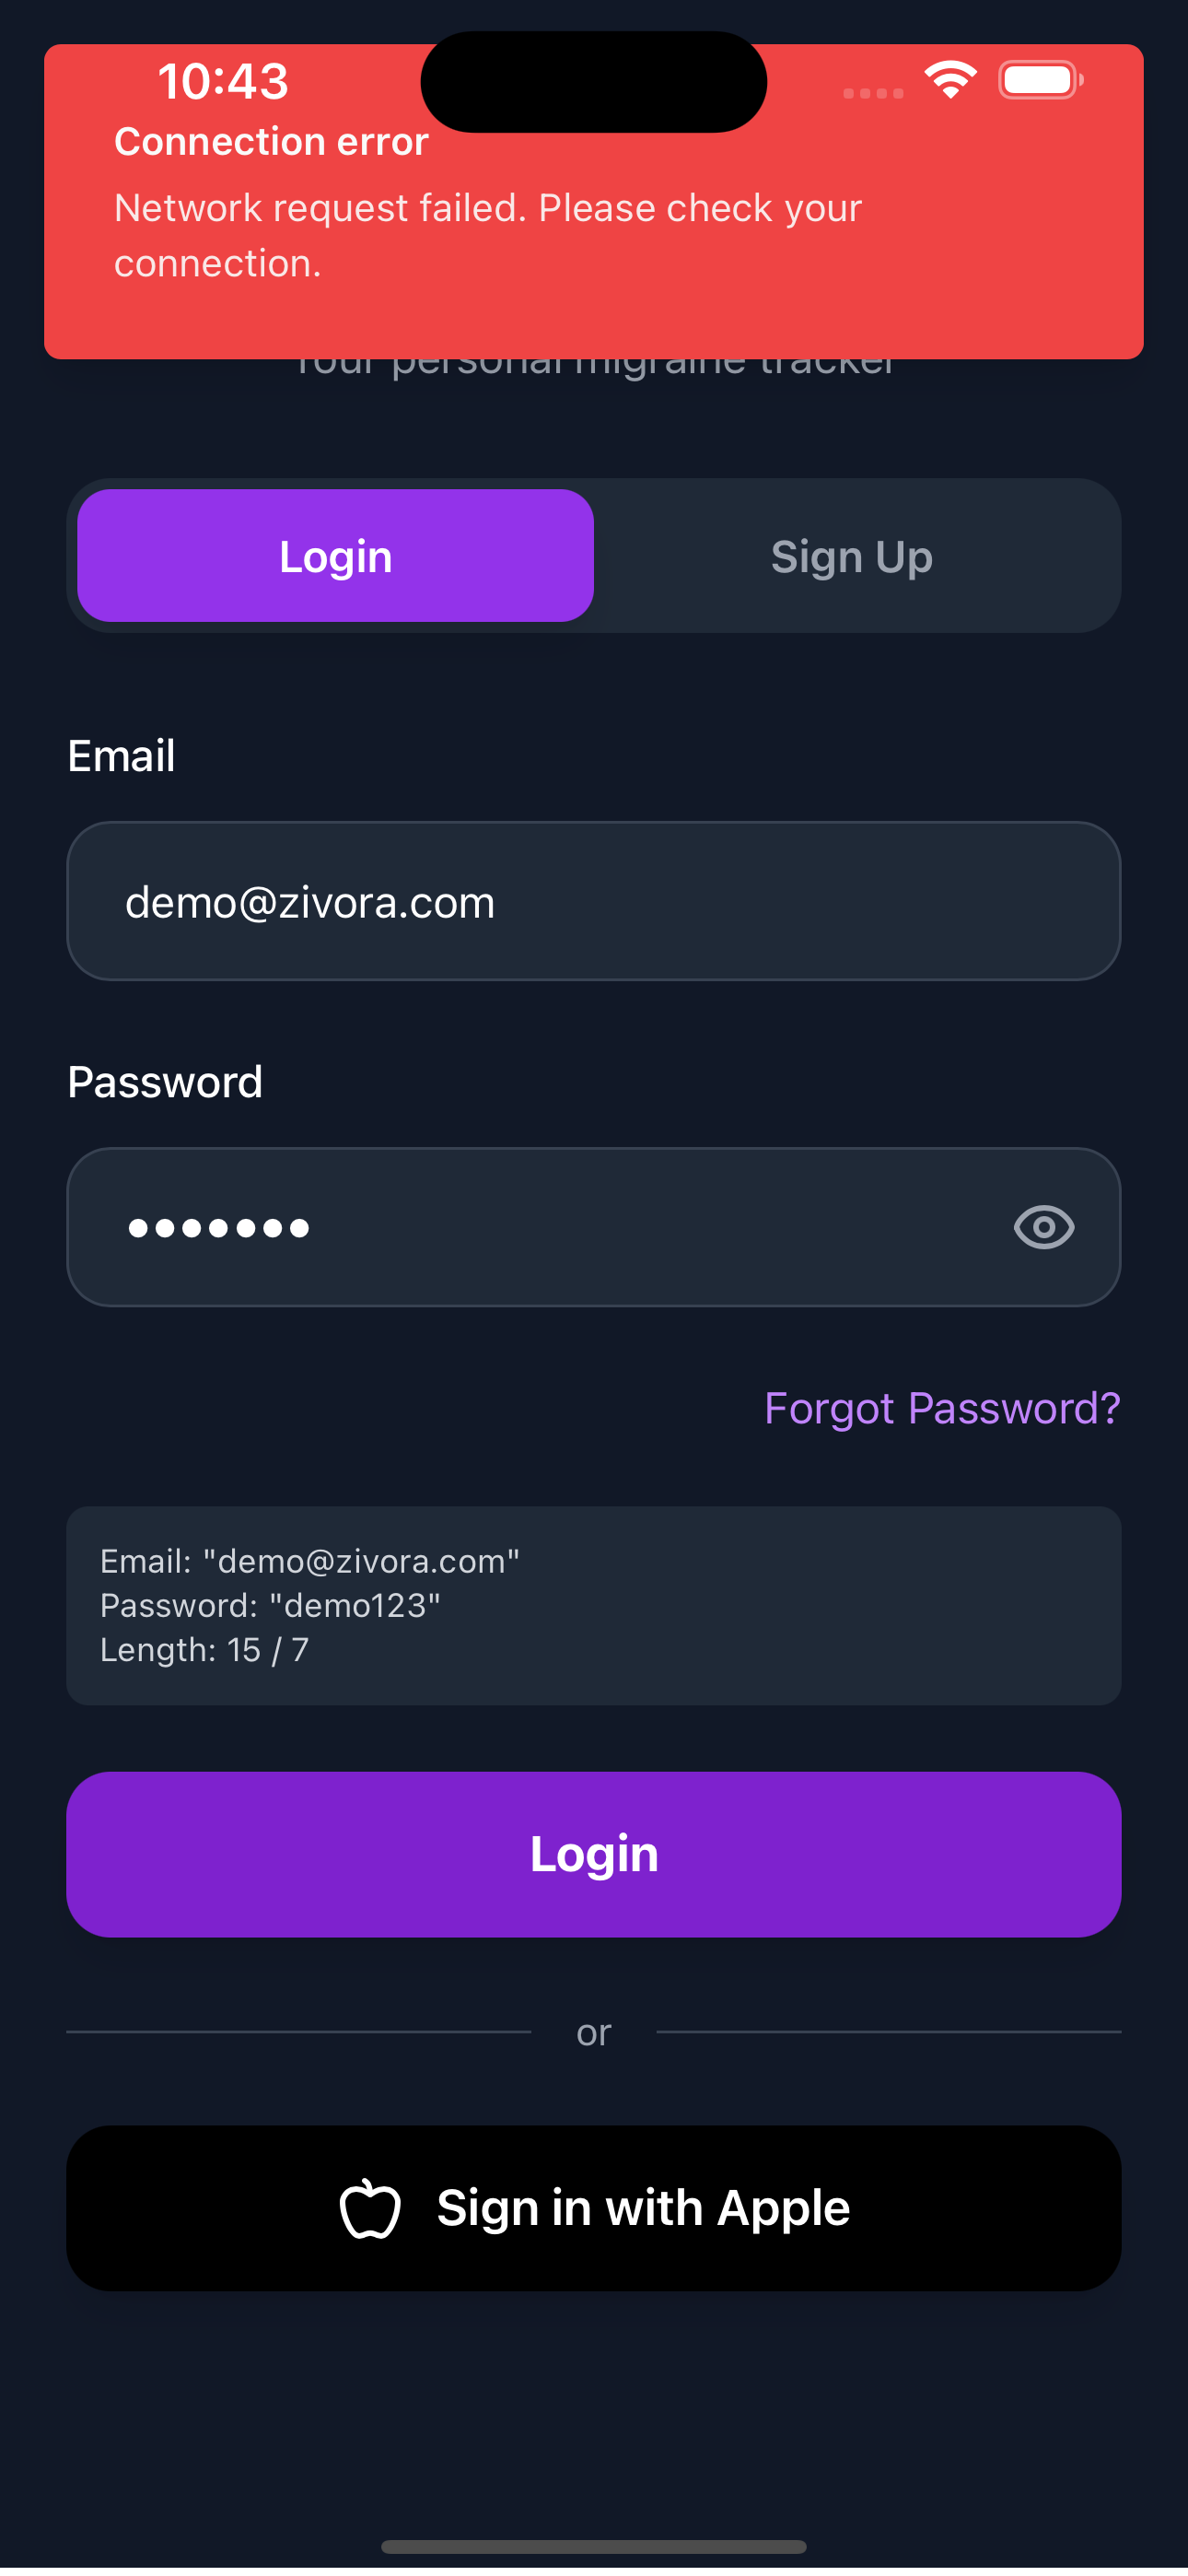 10:43
Connection error
Network request failed. Please check your
connection.
Your personal migraine tracker
Login
Sign Up
Email
demo@zivora.com
Password
•••••••
Forgot Password?
Email: "demo@zivora.com"
Password: "demo123"
Length: 15 / 7
Login
or
Sign in with Apple